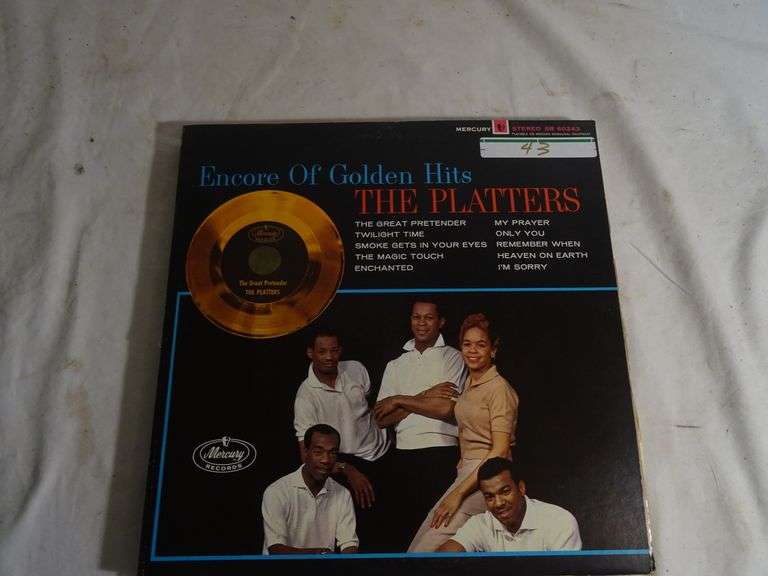 MERCURY STEREO SR 60243
43
Encore Of Golden Hits
THE PLATTERS
THE GREAT PRETENDER
TWILIGHT TIME
SMOKE GETS IN YOUR EYES
THE MAGIC TOUCH
ENCHANTED
MY PRAYER
ONLY YOU
REMEMBER WHEN
HEAVEN ON EARTH
I'M SORRY
Mercury
The Great Pretender
THE PLATTERS
Mercury
RECORDS